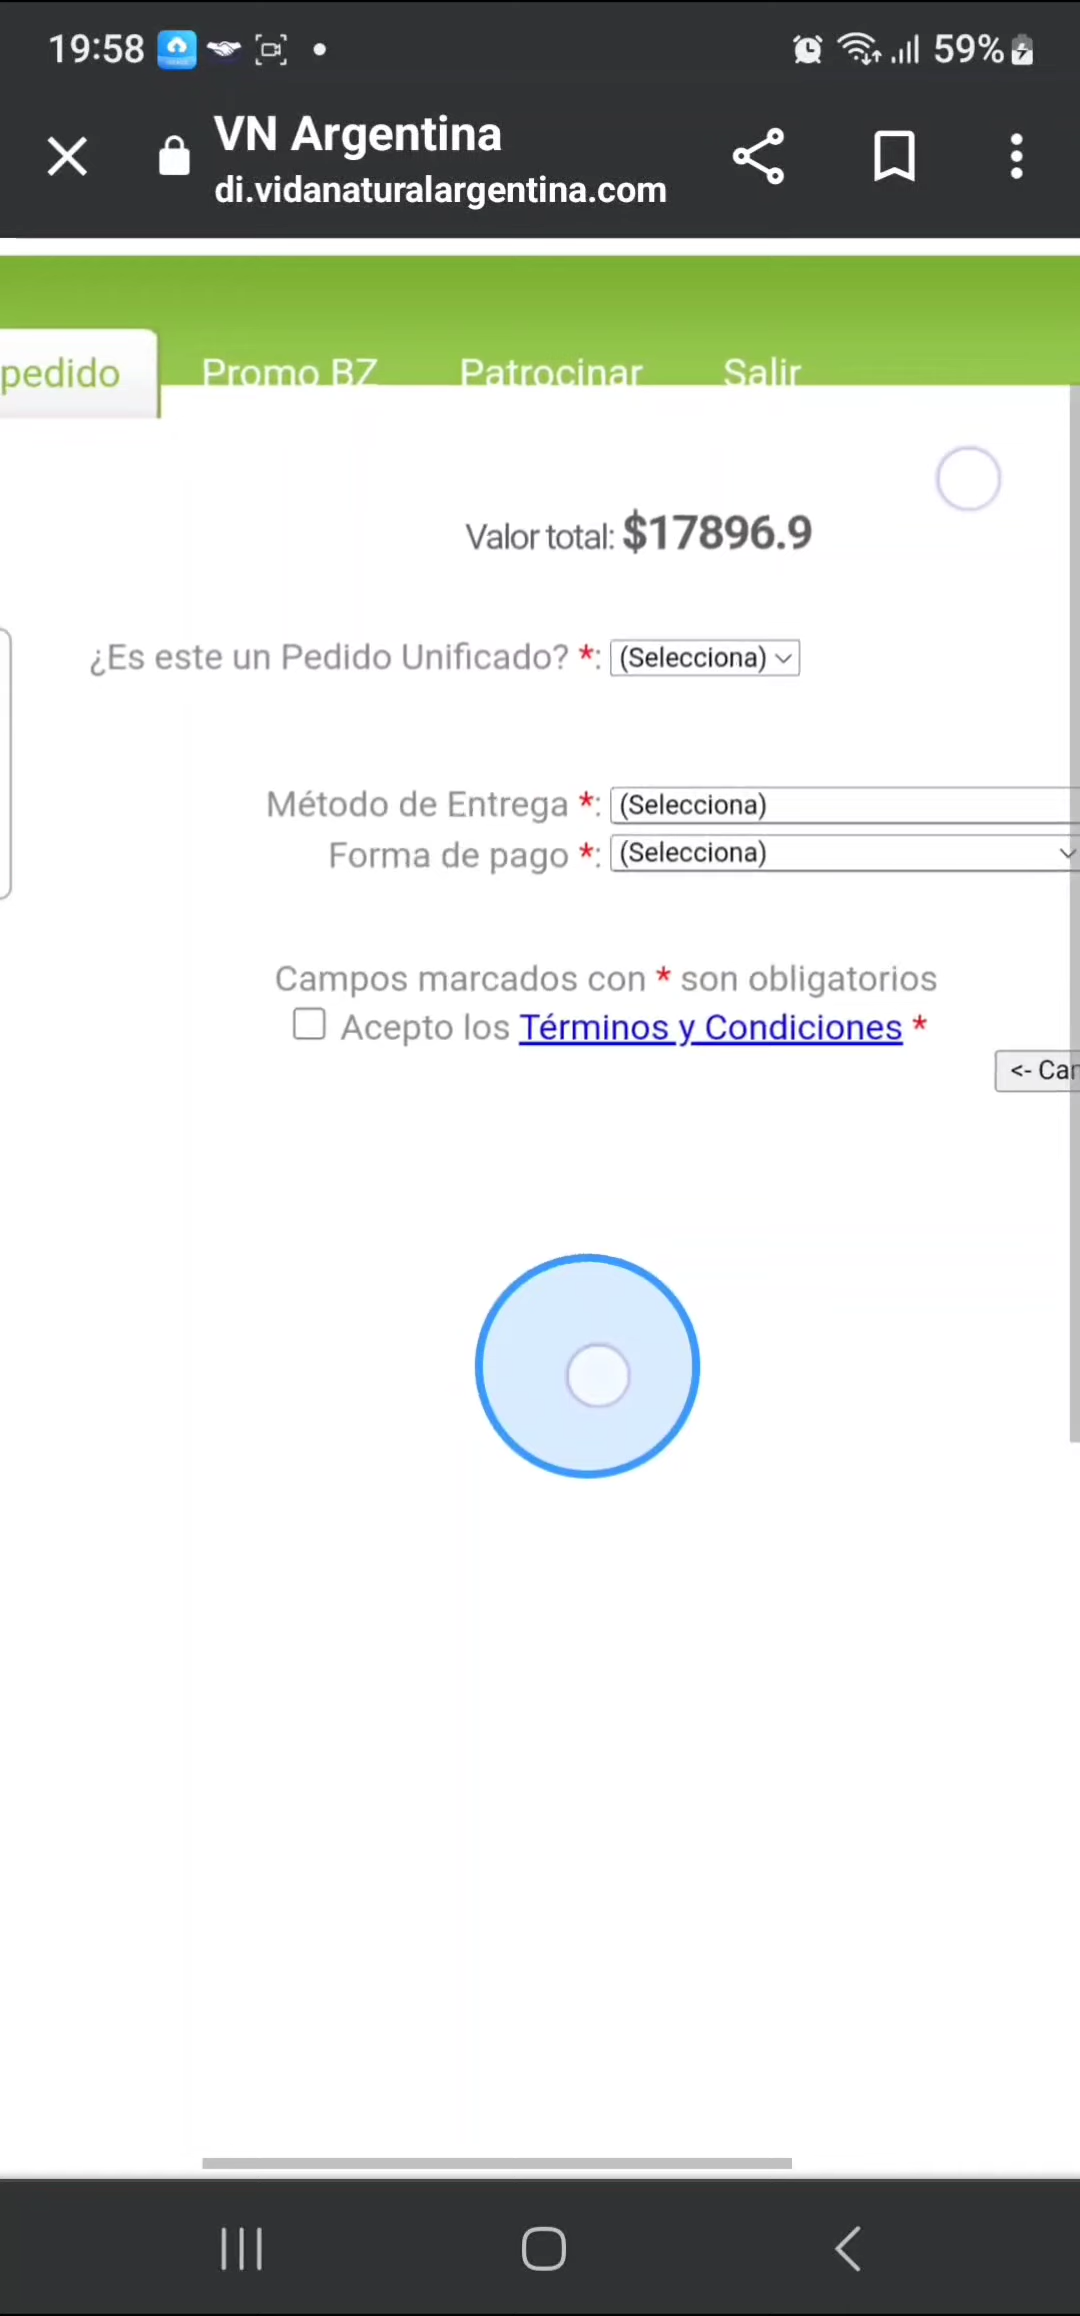 19:58
59%
VN Argentina
di.vidanaturalargentina.com
pedido
Promo BZ
Patrocinar
Salir
Valor total: $17896.9
¿Es este un Pedido Unificado? *: (Selecciona)
Método de Entrega *: (Selecciona)
Forma de pago *: (Selecciona)
Campos marcados con * son obligatorios
Acepto los Términos y Condiciones *
<- Car